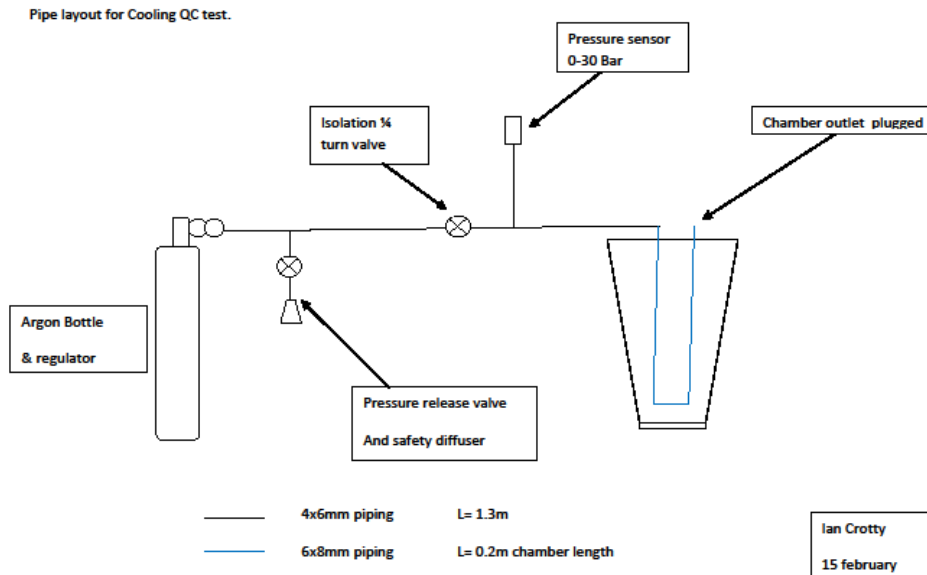 Pipe layout for Cooling QC test.
Pressure sensor
0-30 Bar
Isolation ¼
turn valve
Chamber outlet plugged
Argon Bottle
& regulator
Pressure release valve
And safety diffuser
4x6mm piping L= 1.3m
6x8mm piping L= 0.2m chamber length
Ian Crotty
15 february